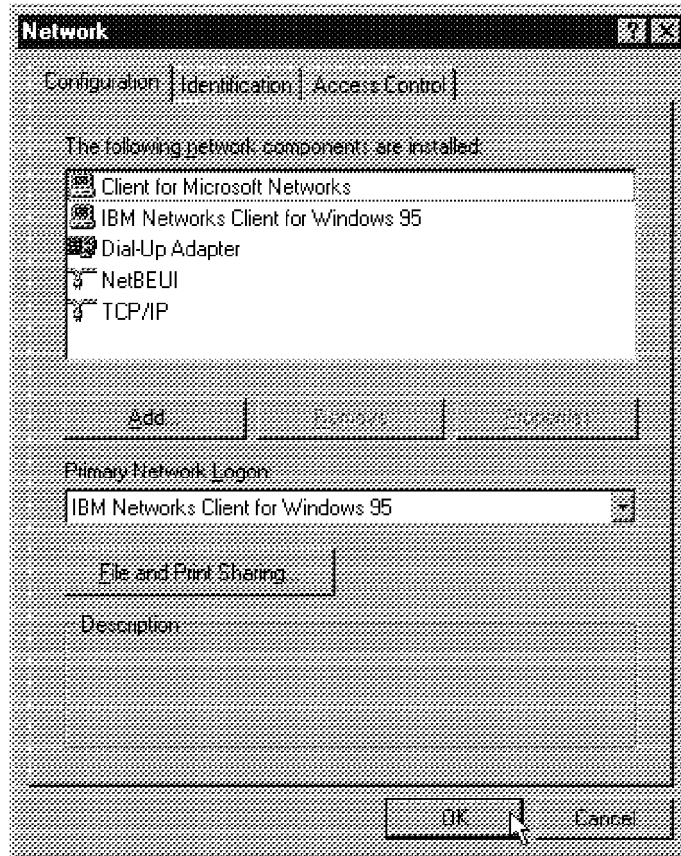 Network
Configuration Identification Access Control
The following network components are installed:
Client for Microsoft Networks
IBM Networks Client for Windows 95
Dial-Up Adapter
NetBEUI
TCP/IP
Add... Remove Properties
Primary Network Logon:
IBM Networks Client for Windows 95
File and Print Sharing...
Description
OK Cancel